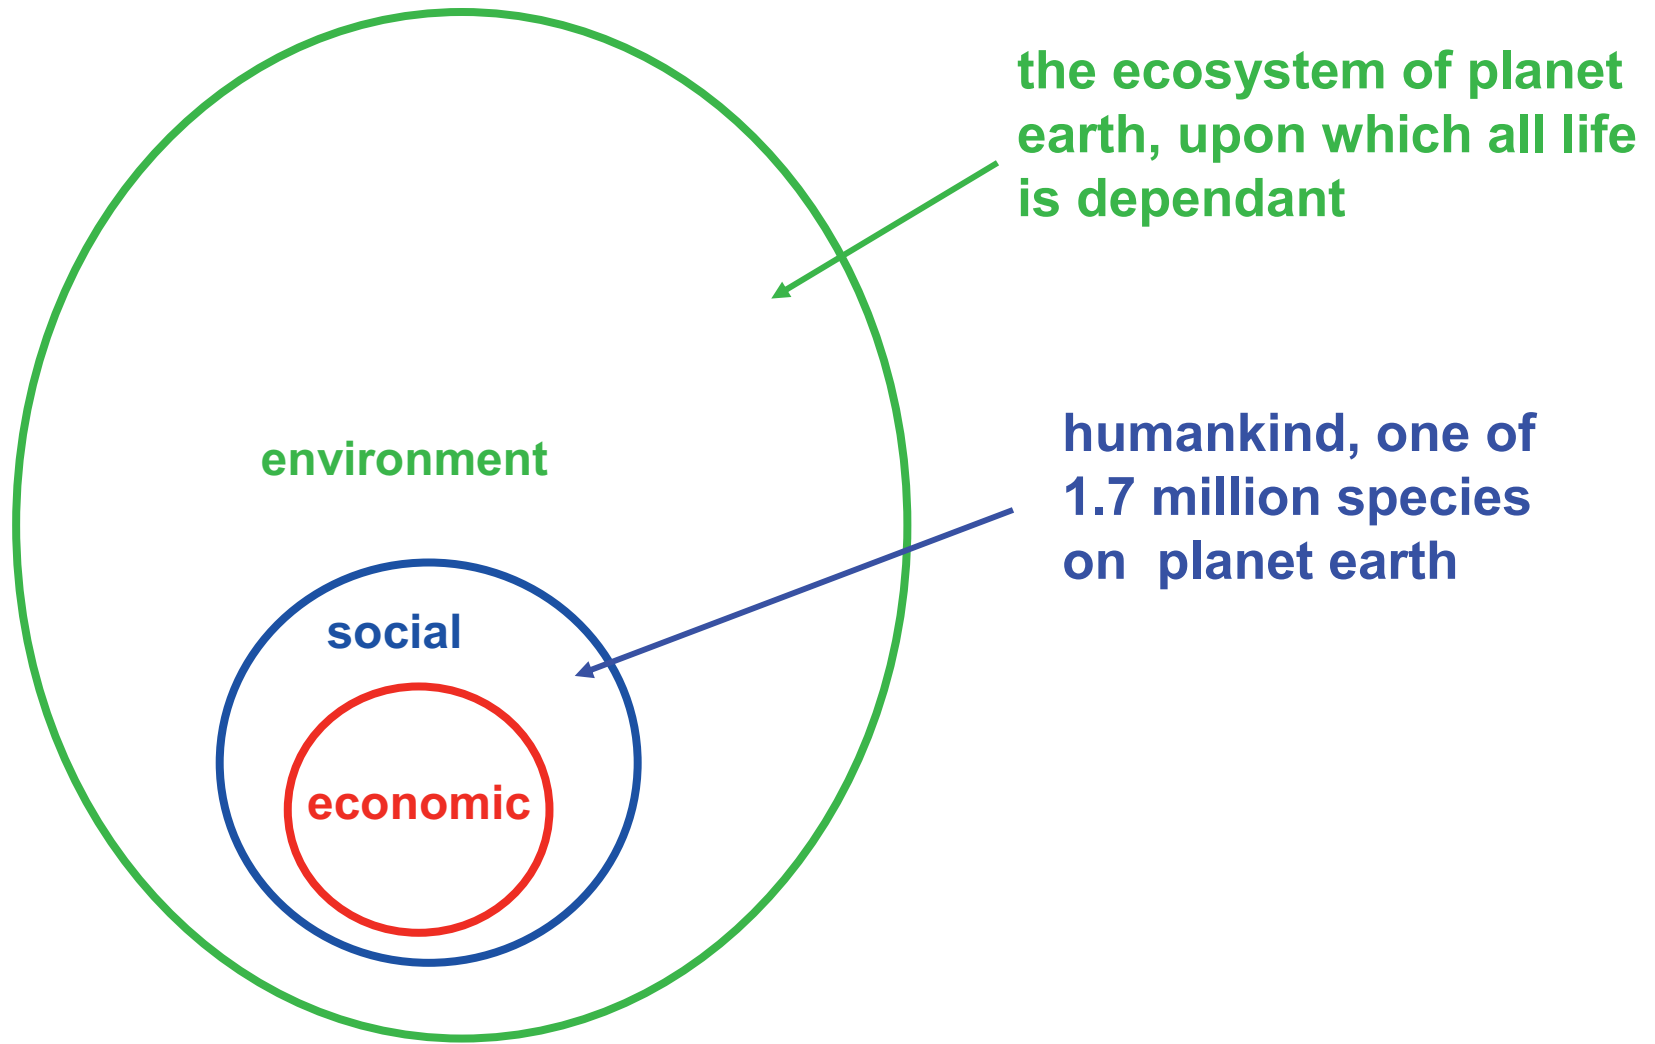 the ecosystem of planet
earth, upon which all life
is dependant
humankind, one of
1.7 million species
on planet earth
environment
social
economic